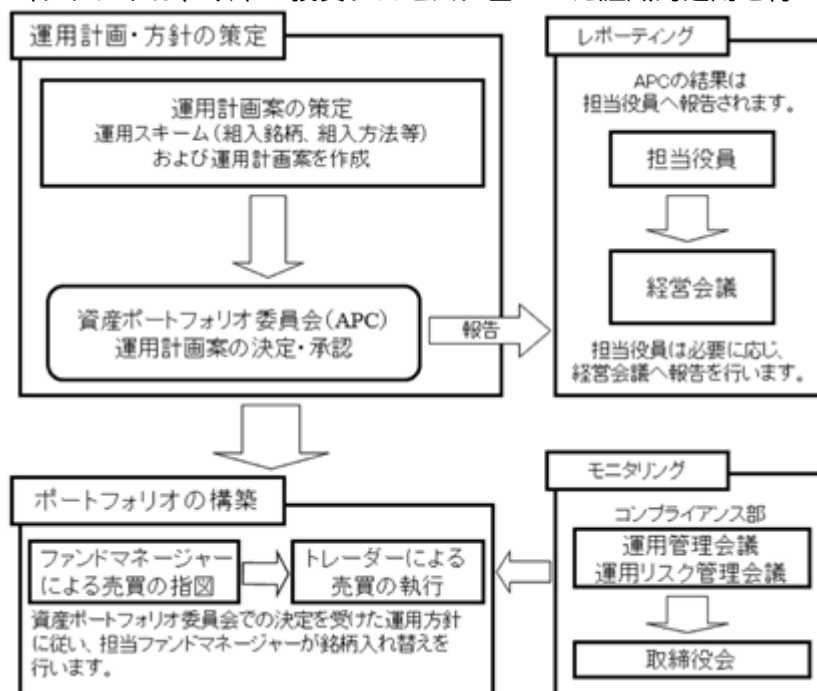 運用計画・方針の策定
運用計画案の策定
運用スキーム(組入銘柄、組入方法等)
および運用計画案を作成
資産ポートフォリオ委員会(APC)
運用計画案の決定・承認
報告
レポーティング
APCの結果は
担当役員へ報告されます。
担当役員
経営会議
担当役員は必要に応じ、
経営会議へ報告を行います。
ポートフォリオの構築
ファンドマネージャー
による売買の指図
トレーダーによる
売買の執行
資産ポートフォリオ委員会での決定を受けた運用方針
に従い、担当ファンドマネージャーが銘柄入れ替えを
行います。
モニタリング
コンプライアンス部
運用管理会議
運用リスク管理会議
取締役会